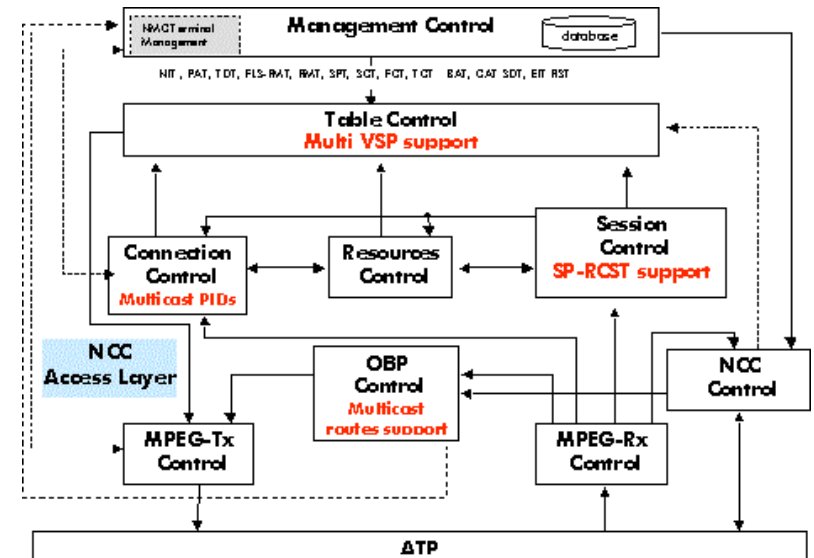 NMCTerminal
Management
Management Control
database
NIT, PAT, TDT, FLS-RMT, RMT, SPT, SCT, FCT, TCT BAT, CAT SDT, EIT RST
Table Control
Multi VSP support
Connection
Control
Multicast PIDs
Resources
Control
Session
Control
SP-RCST support
NCC
Access Layer
OBP
Control
Multicast
routes support
NCC
Control
MPEG-Tx
Control
MPEG-Rx
Control
ATP